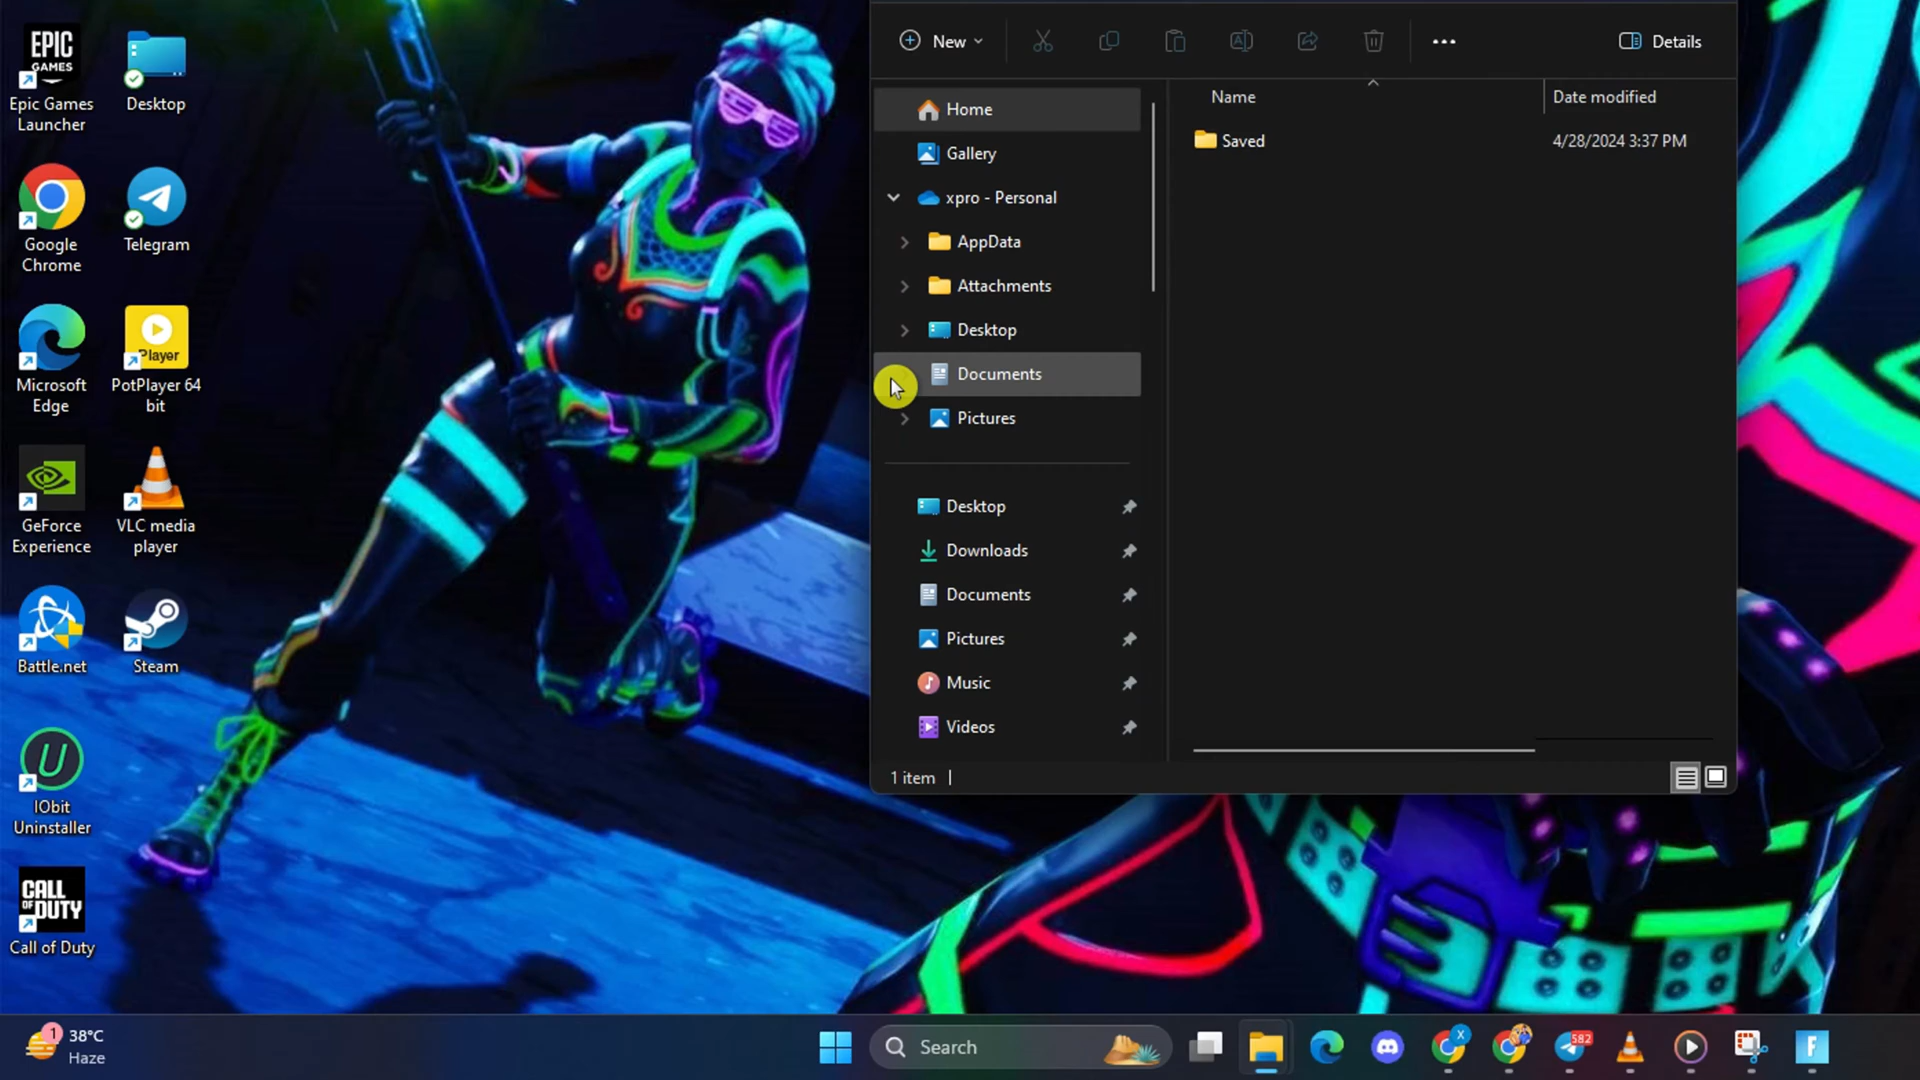 EPIC
GAMES
Epic Games
Launcher
Desktop
Google
Chrome
Telegram
Microsoft
Edge
Player
PotPlayer 64
bit
GeForce
Experience
VLC media
player
Battle.net
Steam
IObit
Uninstaller
CALL
OF DUTY
Call of Duty
New
Details
Home
Gallery
xpro - Personal
AppData
Attachments
Desktop
Documents
Pictures
Desktop
Downloads
Documents
Pictures
Music
Videos
Name
Date modified
Saved
4/28/2024 3:37 PM
1 item
1
38°C
Haze
Search
X
582
F